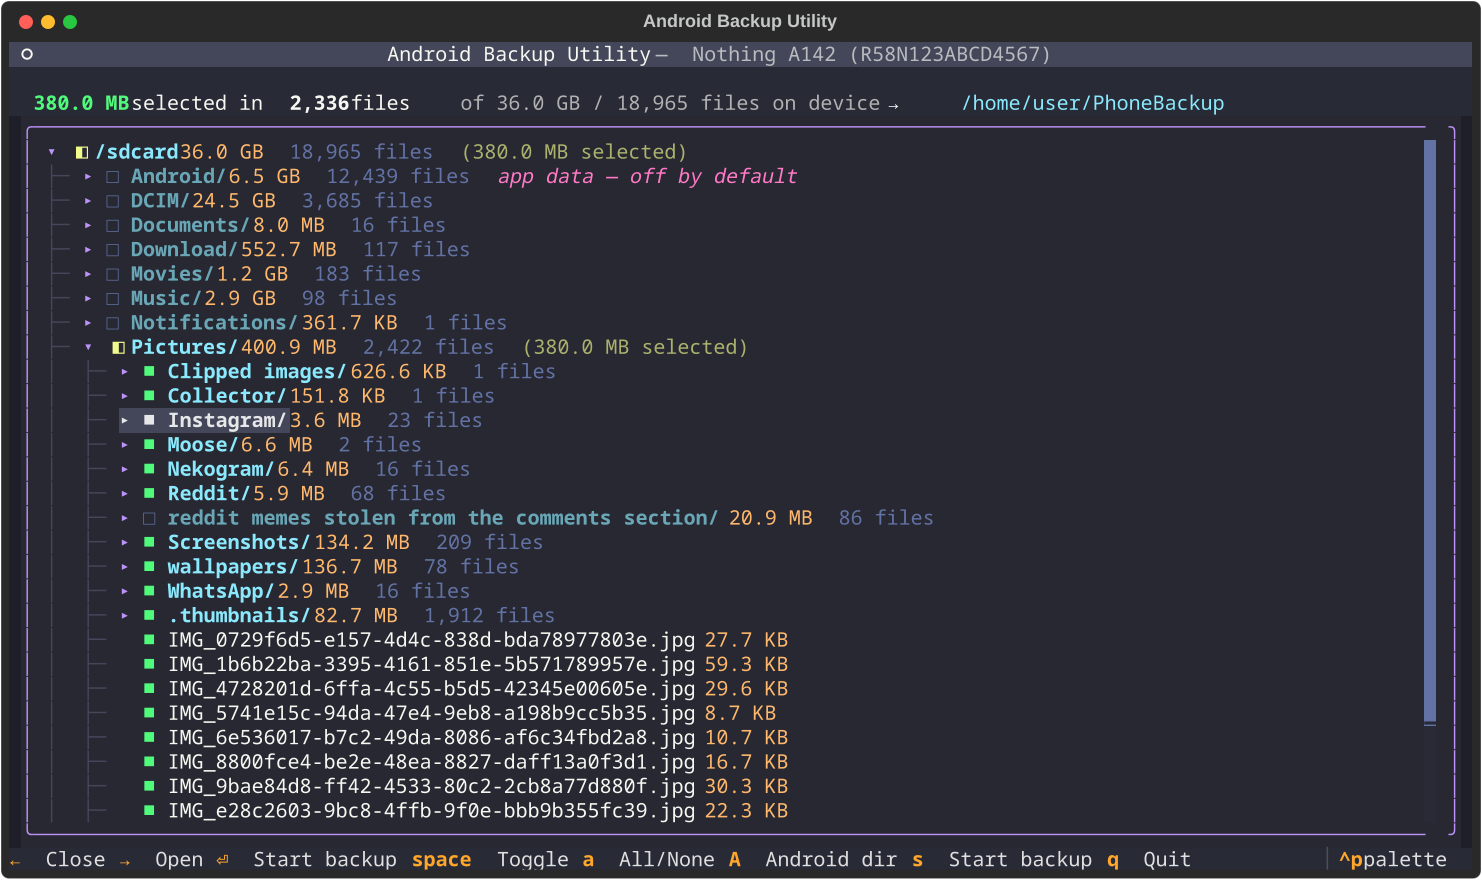 Android Backup Utility
Android Backup Utility — Nothing A142 (R58N123ABCD4567)
380.0 MB selected in 2,336 files of 36.0 GB / 18,965 files on device → /home/user/PhoneBackup
/sdcard 36.0 GB 18,965 files (380.0 MB selected)
Android/ 6.5 GB 12,439 files app data — off by default
DCIM/ 24.5 GB 3,685 files
Documents/ 8.0 MB 16 files
Download/ 552.7 MB 117 files
Movies/ 1.2 GB 183 files
Music/ 2.9 GB 98 files
Notifications/ 361.7 KB 1 files
Pictures/ 400.9 MB 2,422 files (380.0 MB selected)
Clipped images/ 626.6 KB 1 files
Collector/ 151.8 KB 1 files
Instagram/ 3.6 MB 23 files
Moose/ 6.6 MB 2 files
Nekogram/ 6.4 MB 16 files
Reddit/ 5.9 MB 68 files
reddit memes stolen from the comments section/ 20.9 MB 86 files
Screenshots/ 134.2 MB 209 files
wallpapers/ 136.7 MB 78 files
WhatsApp/ 2.9 MB 16 files
.thumbnails/ 82.7 MB 1,912 files
IMG_0729f6d5-e157-4d4c-838d-bda78977803e.jpg 27.7 KB
IMG_1b6b22ba-3395-4161-851e-5b571789957e.jpg 59.3 KB
IMG_4728201d-6ffa-4c55-b5d5-42345e00605e.jpg 29.6 KB
IMG_5741e15c-94da-47e4-9eb8-a198b9cc5b35.jpg 8.7 KB
IMG_6e536017-b7c2-49da-8086-af6c34fbd2a8.jpg 10.7 KB
IMG_8800fce4-be2e-48ea-8827-daff13a0f3d1.jpg 16.7 KB
IMG_9bae84d8-ff42-4533-80c2-2cb8a77d880f.jpg 30.3 KB
IMG_e28c2603-9bc8-4ffb-9f0e-bbb9b355fc39.jpg 22.3 KB
← Close → Open ⏎ Start backup space Toggle a All/None A Android dir s Start backup q Quit ^p palette